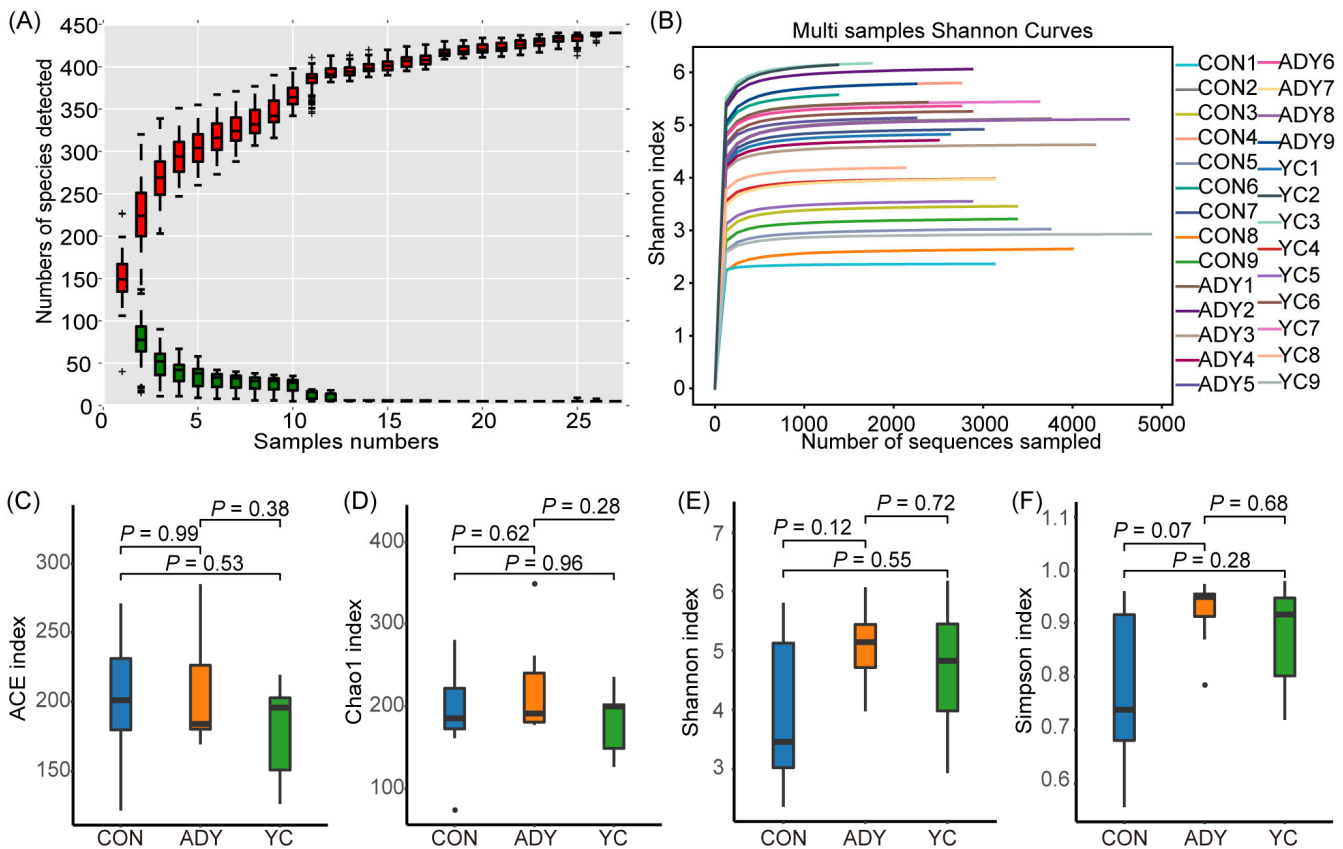 (A)
Numbers of species detected
450
400
350
300
250
200
150
100
50
0
0 5 10 15 20 25
Samples numbers
(B)
Multi samples Shannon Curves
Shannon index
6
5
4
3
2
1
0
0 1000 2000 3000 4000 5000
Number of sequences sampled
CON1
CON2
CON3
CON4
CON5
CON6
CON7
CON8
CON9
ADY1
ADY2
ADY3
ADY4
ADY5
ADY6
ADY7
ADY8
ADY9
YC1
YC2
YC3
YC4
YC5
YC6
YC7
YC8
YC9
(C)
ACE index
300
250
200
150
P = 0.38
P = 0.99
P = 0.53
CON ADY YC
(D)
Chao1 index
400
300
200
100
P = 0.28
P = 0.62
P = 0.96
CON ADY YC
(E)
Shannon index
7
6
5
4
3
P = 0.72
P = 0.12
P = 0.55
CON ADY YC
(F)
Simpson index
1.1
1.0
0.9
0.8
0.7
0.6
P = 0.68
P = 0.07
P = 0.28
CON ADY YC